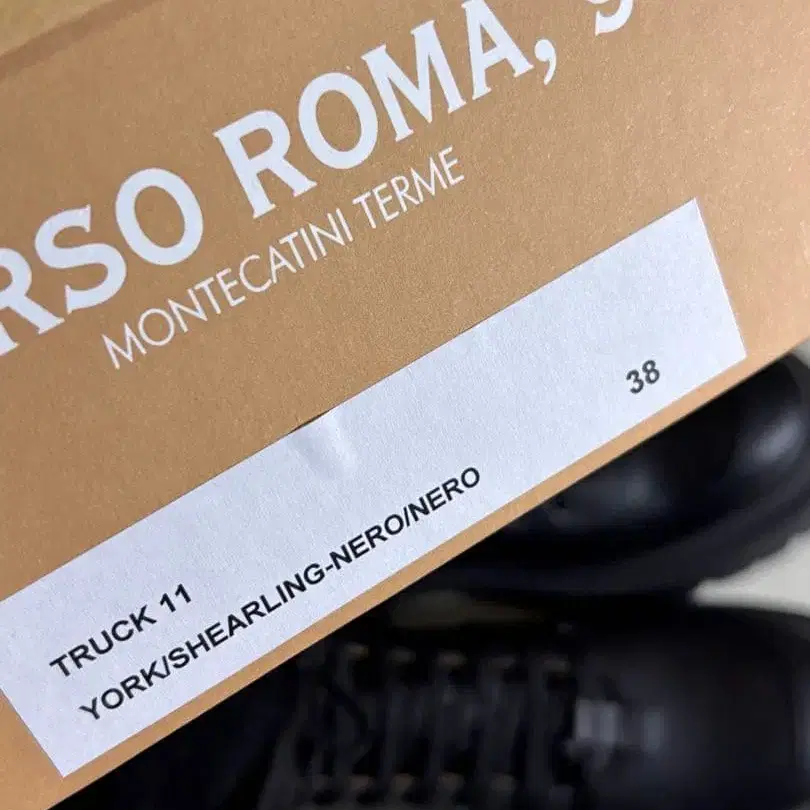 RSO ROMA,
MONTECATINI TERME
38
TRUCK 11
YORK/SHEARLING-NERO/NERO